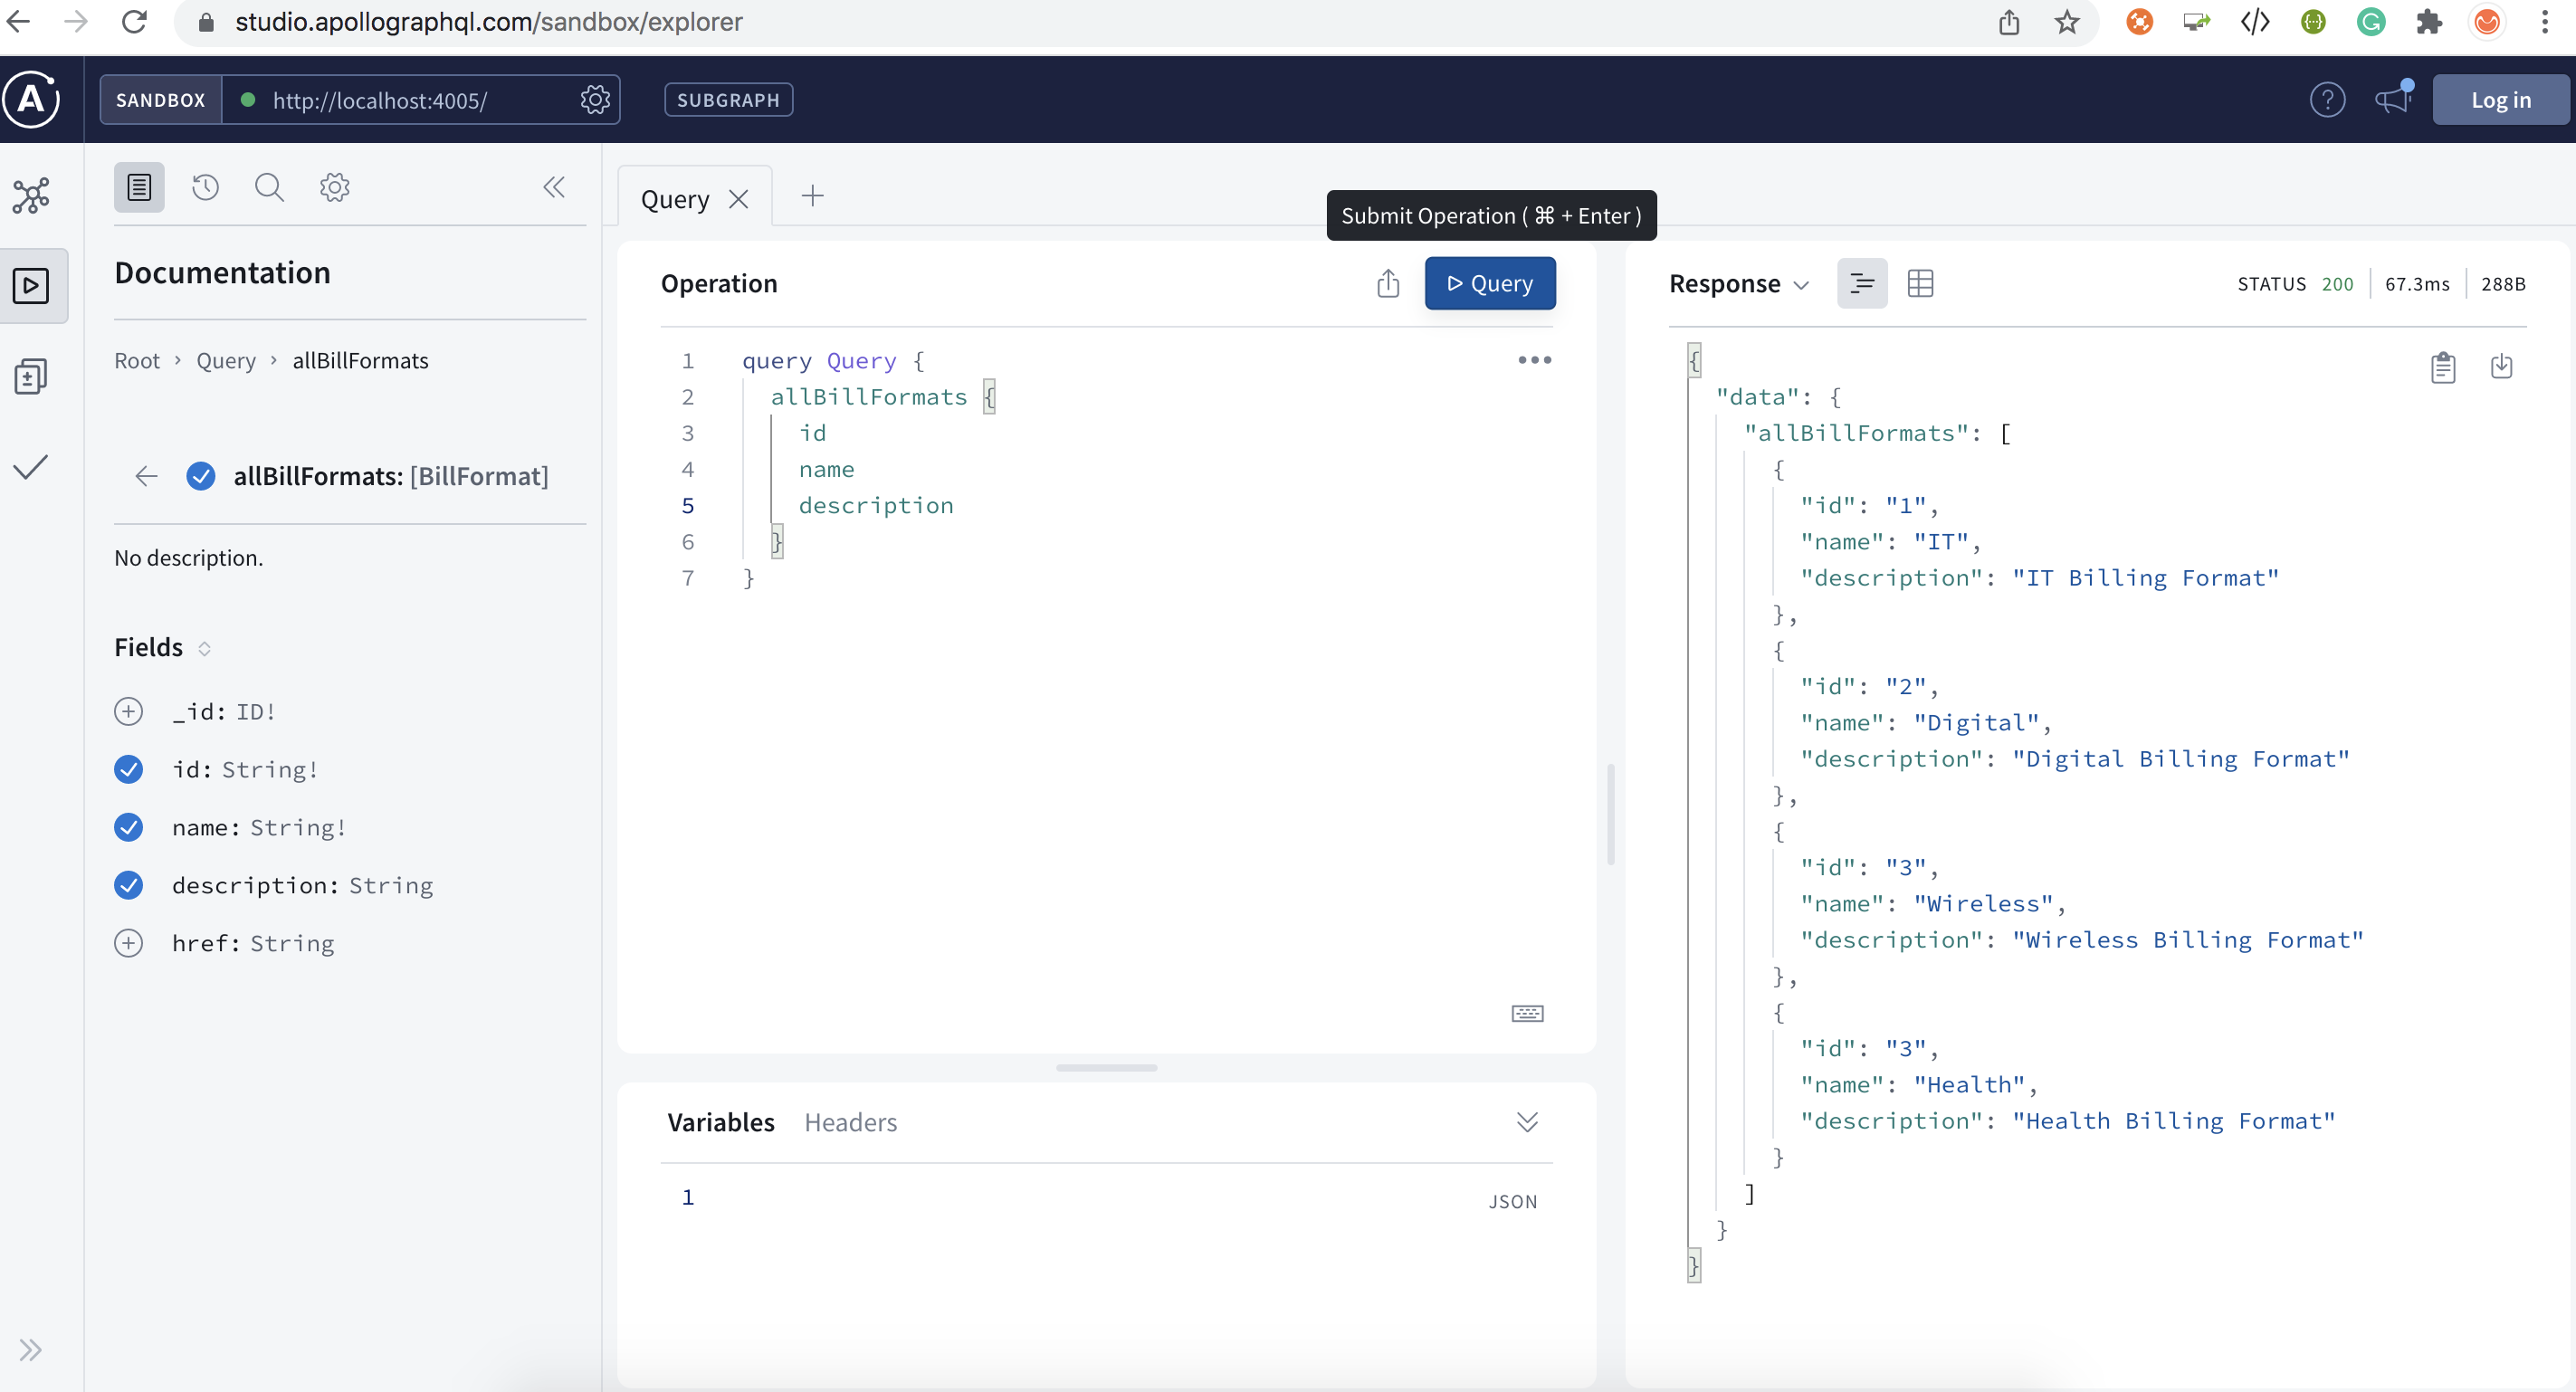 studio.apollographql.com/sandbox/explorer
SANDBOX http://localhost:4005/ SUBGRAPH Log in
Documentation
Root › Query › allBillFormats
allBillFormats: [BillFormat]
No description.
Fields
_id: ID!
id: String!
name: String!
description: String
href: String
Query
Submit Operation ( ⌘ + Enter )
Operation
Query
1 query Query {
2 allBillFormats {
3 id
4 name
5 description
6 }
7 }
Variables Headers
1
JSON
Response STATUS 200 67.3ms 288B
{
"data": {
"allBillFormats": [
{
"id": "1",
"name": "IT",
"description": "IT Billing Format"
},
{
"id": "2",
"name": "Digital",
"description": "Digital Billing Format"
},
{
"id": "3",
"name": "Wireless",
"description": "Wireless Billing Format"
},
{
"id": "3",
"name": "Health",
"description": "Health Billing Format"
}
]
}
}